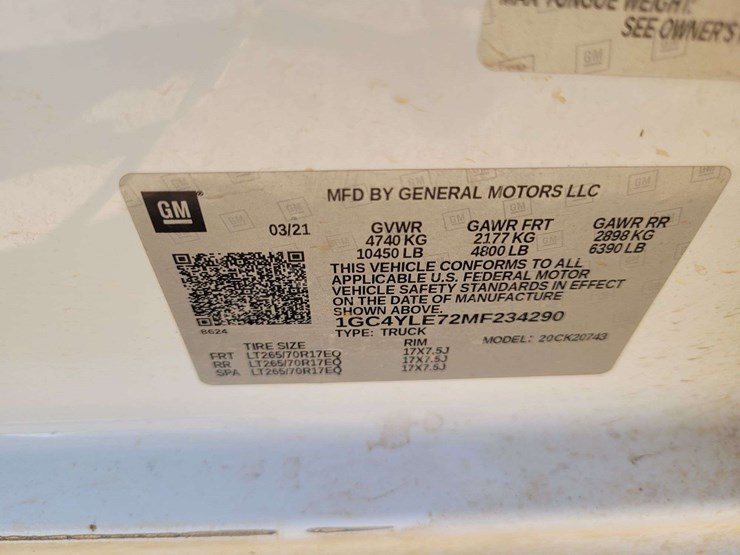 MAX TONGUE WEIGHT:
SEE OWNER'S
GM
MFD BY GENERAL MOTORS LLC
03/21
GVWR GAWR FRT GAWR RR
4740 KG 2177 KG 2898 KG
10450 LB 4800 LB 6390 LB
THIS VEHICLE CONFORMS TO ALL
APPLICABLE U.S. FEDERAL MOTOR
VEHICLE SAFETY STANDARDS IN EFFECT
ON THE DATE OF MANUFACTURE
SHOWN ABOVE.
1GC4YLE72MF234290
8624
TYPE: TRUCK MODEL: 20CK20743
TIRE SIZE RIM
FRT LT265/70R17EQ 17X7.5J
RR LT265/70R17EQ 17X7.5J
SPA LT265/70R17EQ 17X7.5J